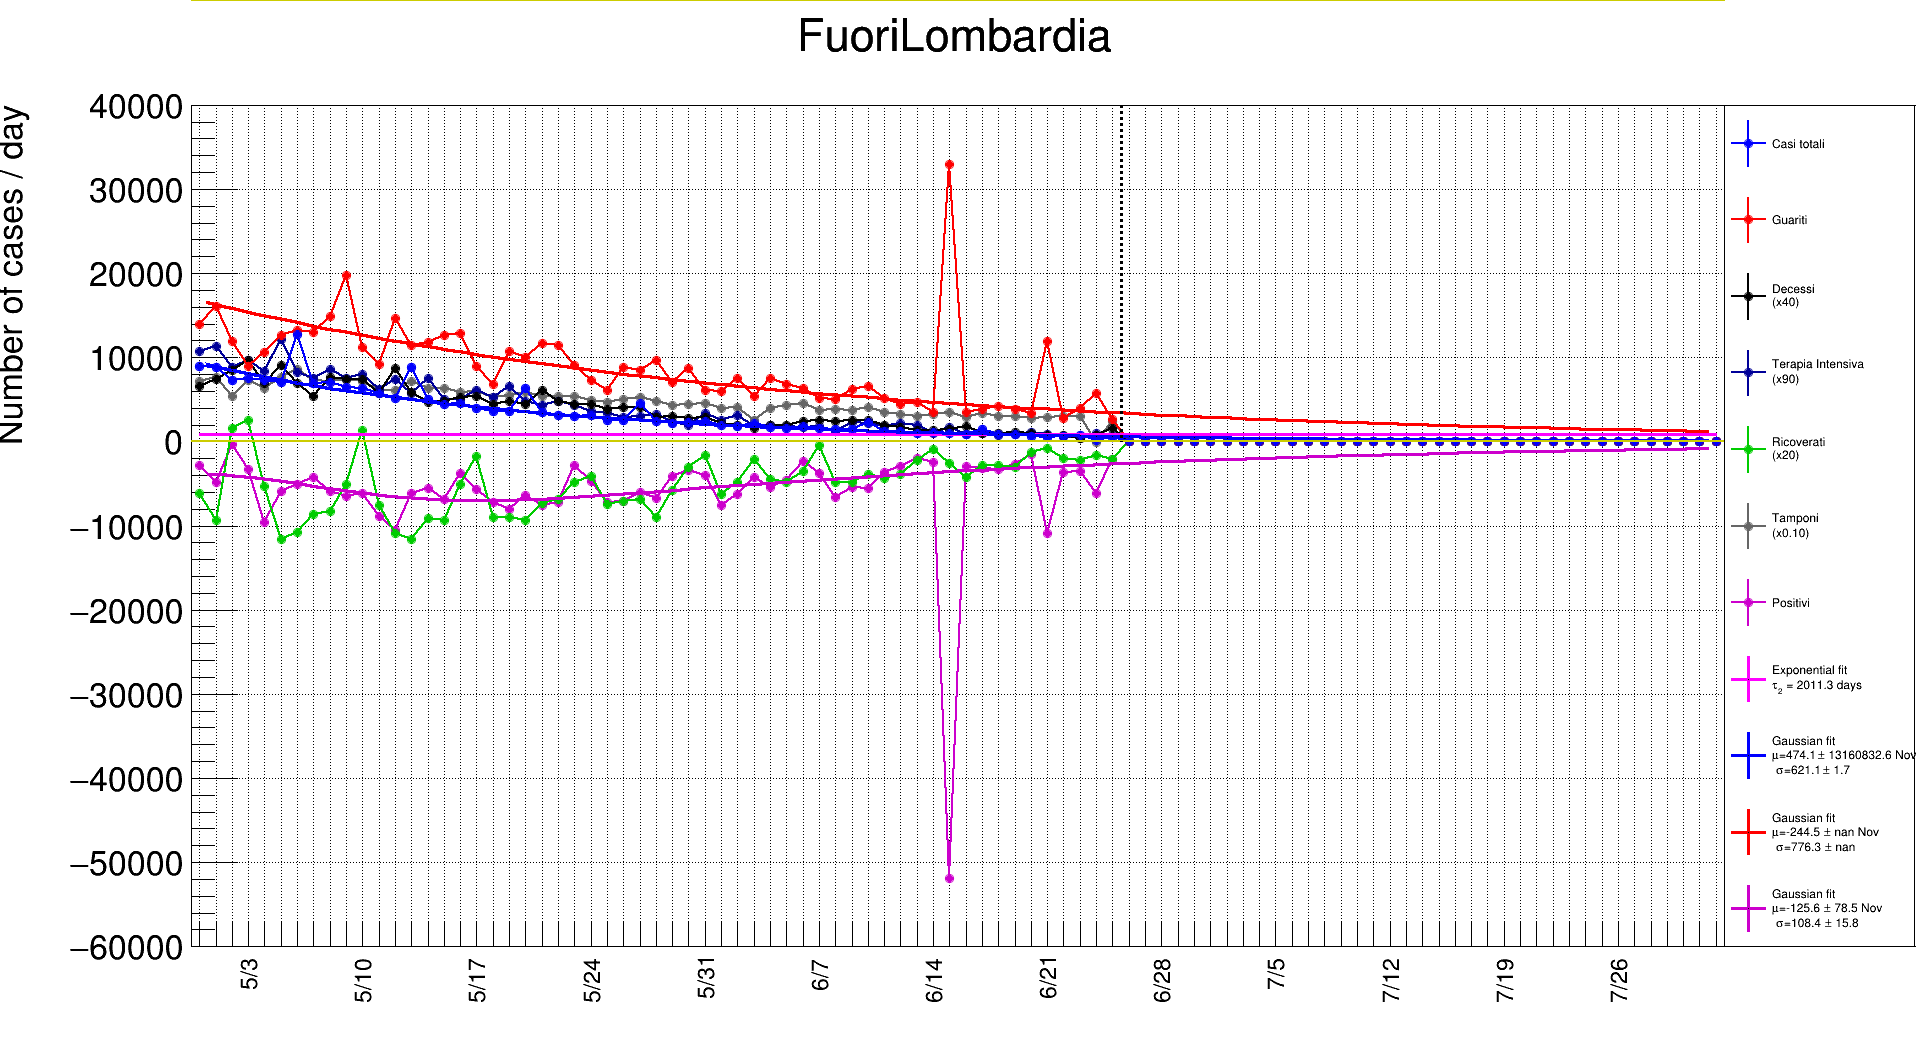 FuoriLombardia
Number of cases / day
40000
30000
20000
10000
0
−10000
−20000
−30000
−40000
−50000
−60000
5/3
5/10
5/17
5/24
5/31
6/7
6/14
6/21
6/28
7/5
7/12
7/19
7/26
Casi totali
Guariti
Decessi
(x40)
Terapia Intensiva
(x90)
Ricoverati
(x20)
Tamponi
(x0.10)
Positivi
Exponential fit
τ2 = 2011.3 days
Gaussian fit
μ=474.1 ± 13160832.6 Nov
σ=621.1 ± 1.7
Gaussian fit
μ=-244.5 ± nan Nov
σ=776.3 ± nan
Gaussian fit
μ=-125.6 ± 78.5 Nov
σ=108.4 ± 15.8